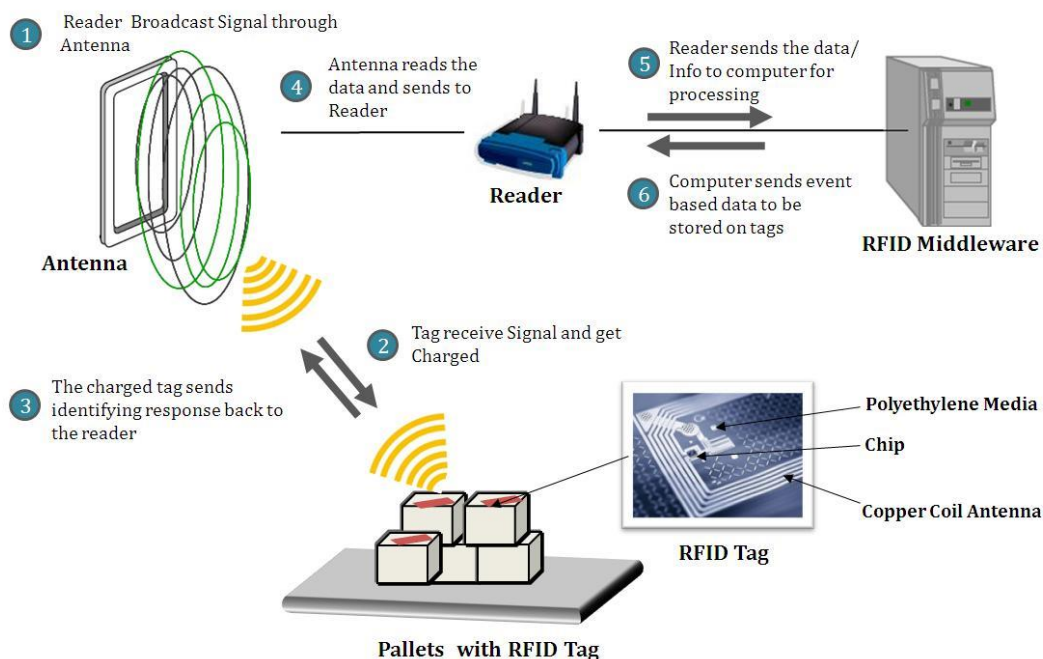 1
Reader Broadcast Signal through
Antenna
4
Antenna reads the
data and sends to
Reader
5
Reader sends the data/
Info to computer for
processing
Reader
6
Computer sends event
based data to be
stored on tags
RFID Middleware
Antenna
2
Tag receive Signal and get
Charged
3
The charged tag sends
identifying response back to
the reader
Polyethylene Media
Chip
Copper Coil Antenna
RFID Tag
Pallets with RFID Tag